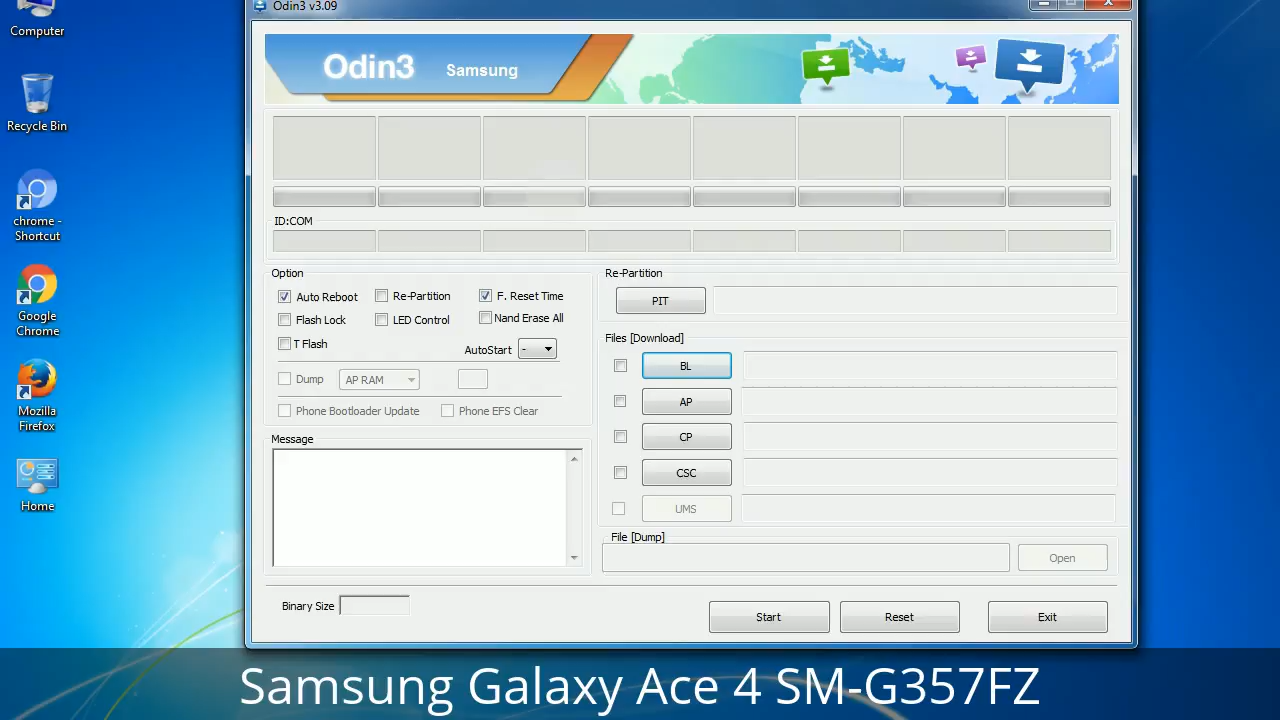 Odin3 v3.09
Computer
Recycle Bin
chrome -
Shortcut
Google
Chrome
Mozilla
Firefox
Home
Odin3 Samsung
ID:COM
Option
Auto Reboot Re-Partition F. Reset Time
Flash Lock LED Control Nand Erase All
T Flash AutoStart -
Dump AP RAM
Phone Bootloader Update Phone EFS Clear
Message
Re-Partition
PIT
Files [Download]
BL
AP
CP
CSC
UMS
File [Dump]
Open
Binary Size
Start Reset Exit
Samsung Galaxy Ace 4 SM-G357FZ